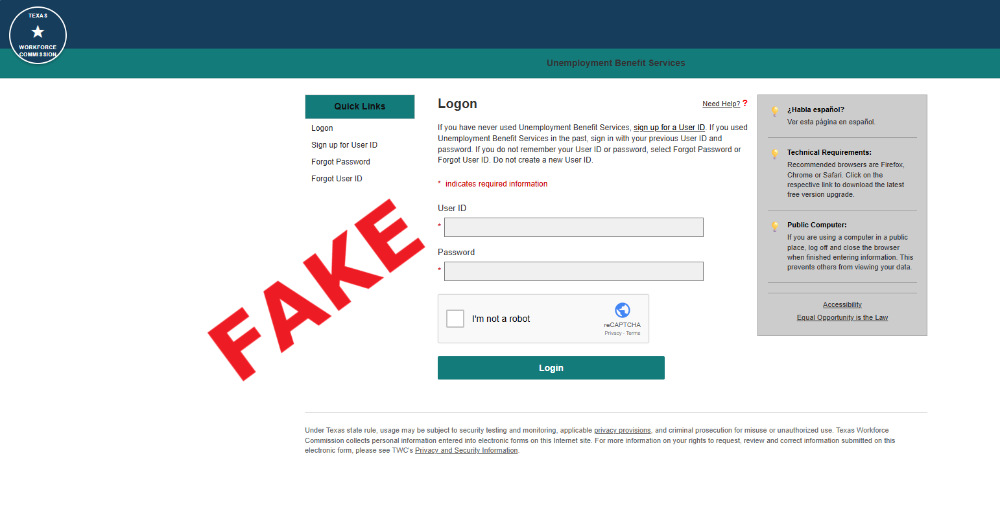 TEXAS
WORKFORCE
COMMISSION
Unemployment Benefit Services
Quick Links
Logon
Sign up for User ID
Forgot Password
Forgot User ID
FAKE
Logon
Need Help? ?
If you have never used Unemployment Benefit Services, sign up for a User ID. If you used
Unemployment Benefit Services in the past, sign in with your previous User ID and
password. If you do not remember your User ID or password, select Forgot Password or
Forgot User ID. Do not create a new User ID.
* indicates required information
User ID
*
Password
*
I'm not a robot
reCAPTCHA
Privacy - Terms
Login
¿Habla español?
Ver esta página en español.
Technical Requirements:
Recommended browsers are Firefox,
Chrome or Safari. Click on the
respective link to download the latest
free version upgrade.
Public Computer:
If you are using a computer in a public
place, log off and close the browser
when finished entering information. This
prevents others from viewing your data.
Accessibility
Equal Opportunity is the Law
Under Texas state rule, usage may be subject to security testing and monitoring, applicable privacy provisions, and criminal prosecution for misuse or unauthorized use. Texas Workforce
Commission collects personal information entered into electronic forms on this Internet site. For more information on your rights to request, review and correct information submitted on this
electronic form, please see TWC's Privacy and Security Information.